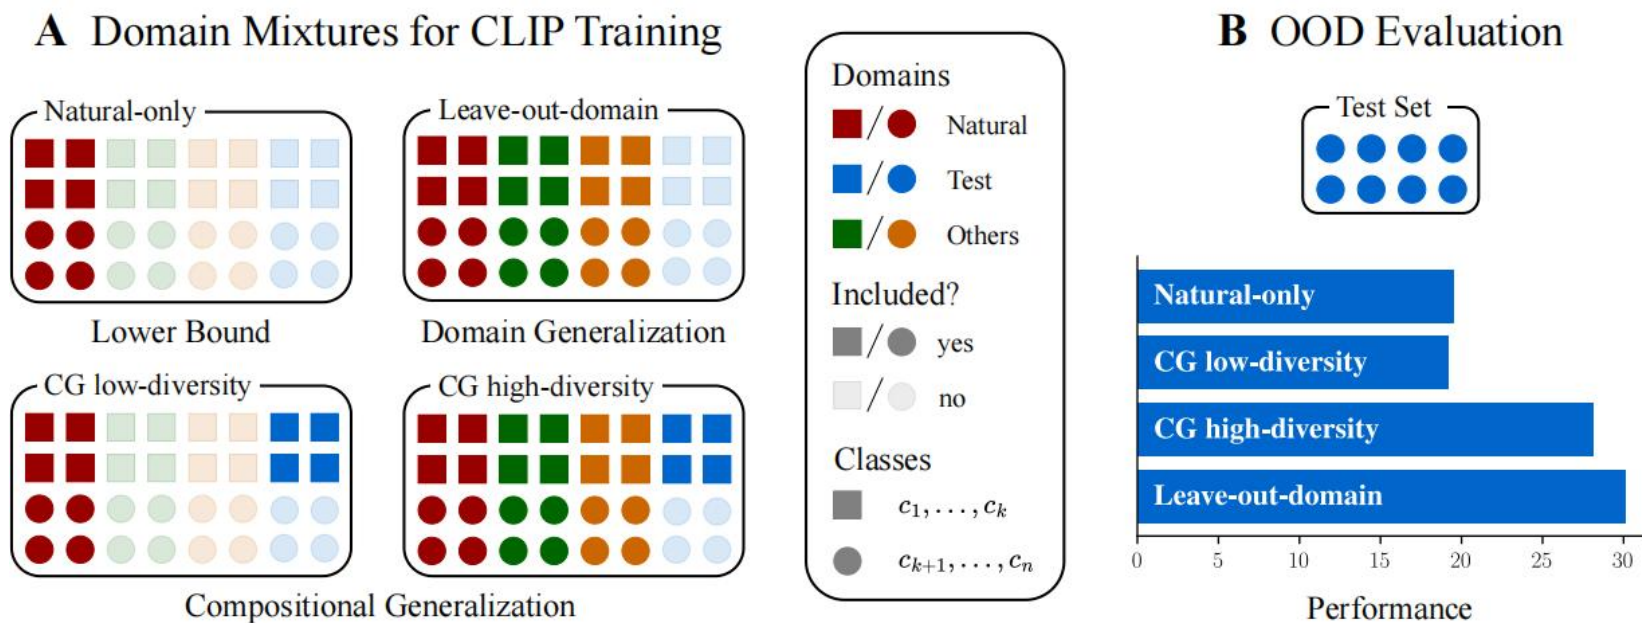 A Domain Mixtures for CLIP Training
Natural-only
Leave-out-domain
Lower Bound
Domain Generalization
CG low-diversity
CG high-diversity
Compositional Generalization
Domains
/ Natural
/ Test
/ Others
Included?
/ yes
/ no
Classes
c₁, . . . , cₖ
cₖ₊₁, . . . , cₙ
B OOD Evaluation
Test Set
Natural-only
CG low-diversity
CG high-diversity
Leave-out-domain
0 5 10 15 20 25 30
Performance